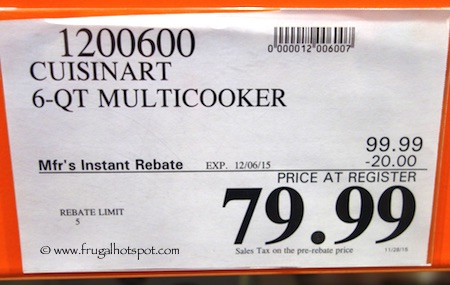 1200600
0000012006007
CUISINART
6-QT MULTICOOKER
99.99
Mfr's Instant Rebate EXP. 12/06/15 -20.00
PRICE AT REGISTER
79.99
REBATE LIMIT
5
Sales Tax on the pre-rebate price 11/28/15
© www.frugalhotspot.com